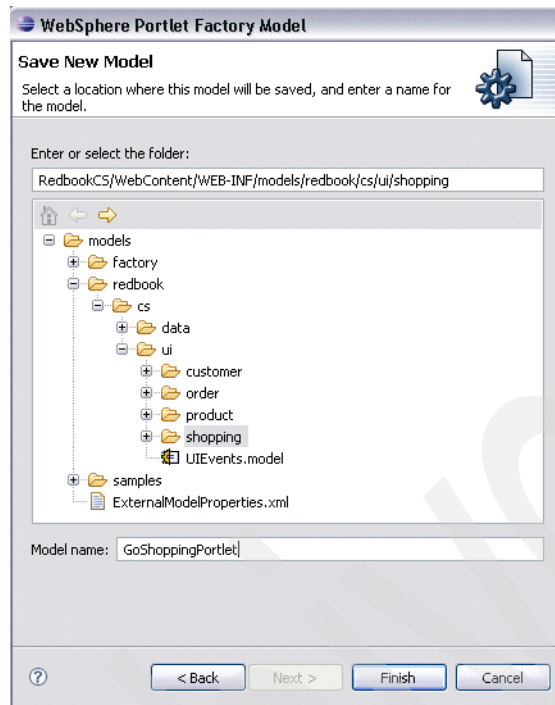 WebSphere Portlet Factory Model
Save New Model
Select a location where this model will be saved, and enter a name for
the model.
Enter or select the folder:
RedbookCS/WebContent/WEB-INF/models/redbook/cs/ui/shopping
models
factory
redbook
cs
data
ui
customer
order
product
shopping
UIEvents.model
samples
ExternalModelProperties.xml
Model name: GoShoppingPortlet
? < Back Next > Finish Cancel